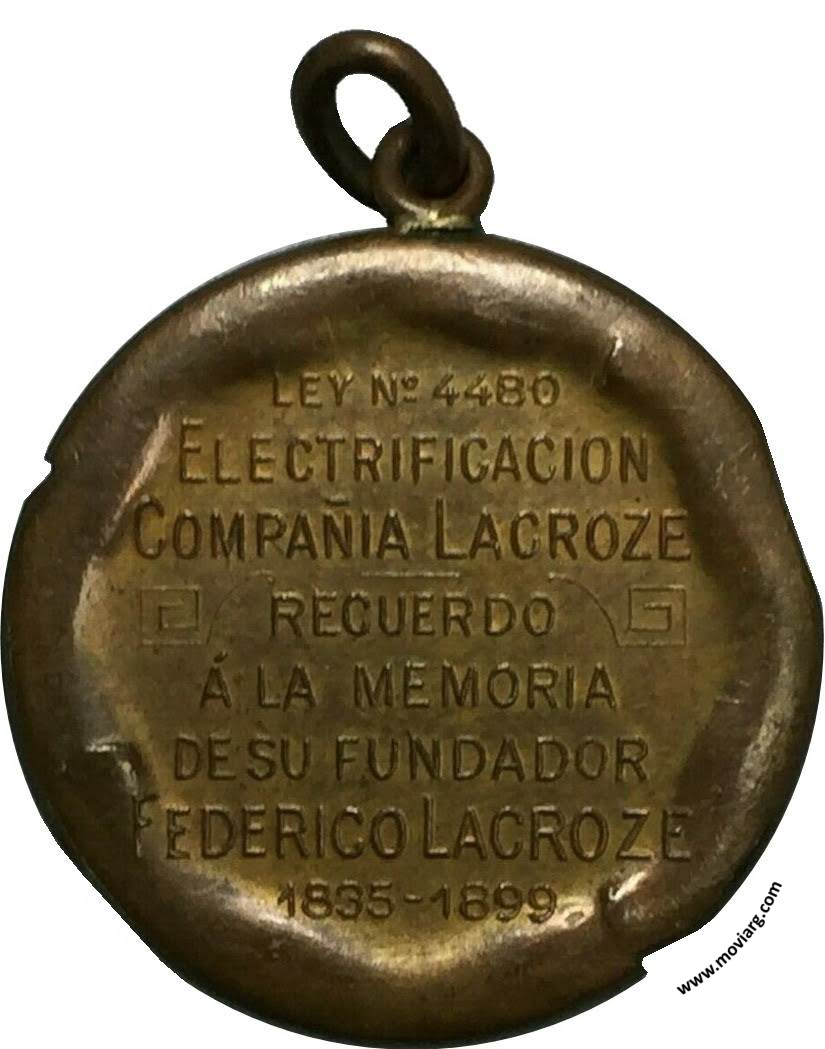 LEY Nº 4480
ELECTRIFICACION
COMPAÑIA LACROZE
RECUERDO
Á LA MEMORIA
DE SU FUNDADOR
FEDERICO LACROZE
1835-1899
www.moviarg.com